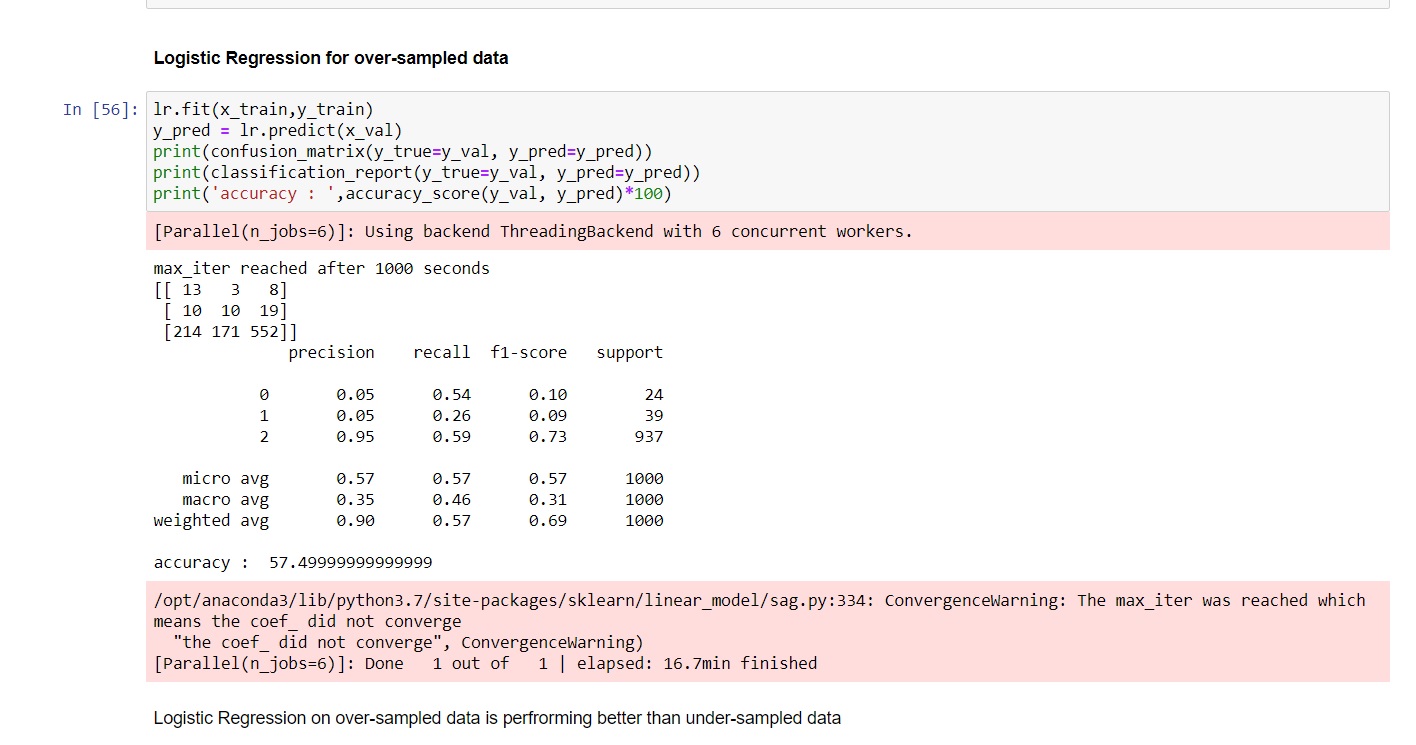 Logistic Regression for over-sampled data
In [56]: lr.fit(x_train,y_train)
y_pred = lr.predict(x_val)
print(confusion_matrix(y_true=y_val, y_pred=y_pred))
print(classification_report(y_true=y_val, y_pred=y_pred))
print('accuracy : ',accuracy_score(y_val, y_pred)*100)
[Parallel(n_jobs=6)]: Using backend ThreadingBackend with 6 concurrent workers.
max_iter reached after 1000 seconds
[[ 13   3   8]
 [ 10  10  19]
 [214 171 552]]
              precision    recall  f1-score   support
           0       0.05      0.54      0.10        24
           1       0.05      0.26      0.09        39
           2       0.95      0.59      0.73       937
   micro avg       0.57      0.57      0.57      1000
   macro avg       0.35      0.46      0.31      1000
weighted avg       0.90      0.57      0.69      1000
accuracy :  57.49999999999999
/opt/anaconda3/lib/python3.7/site-packages/sklearn/linear_model/sag.py:334: ConvergenceWarning: The max_iter was reached which
means the coef_ did not converge
  "the coef_ did not converge", ConvergenceWarning)
[Parallel(n_jobs=6)]: Done   1 out of   1 | elapsed: 16.7min finished
Logistic Regression on over-sampled data is perfrorming better than under-sampled data